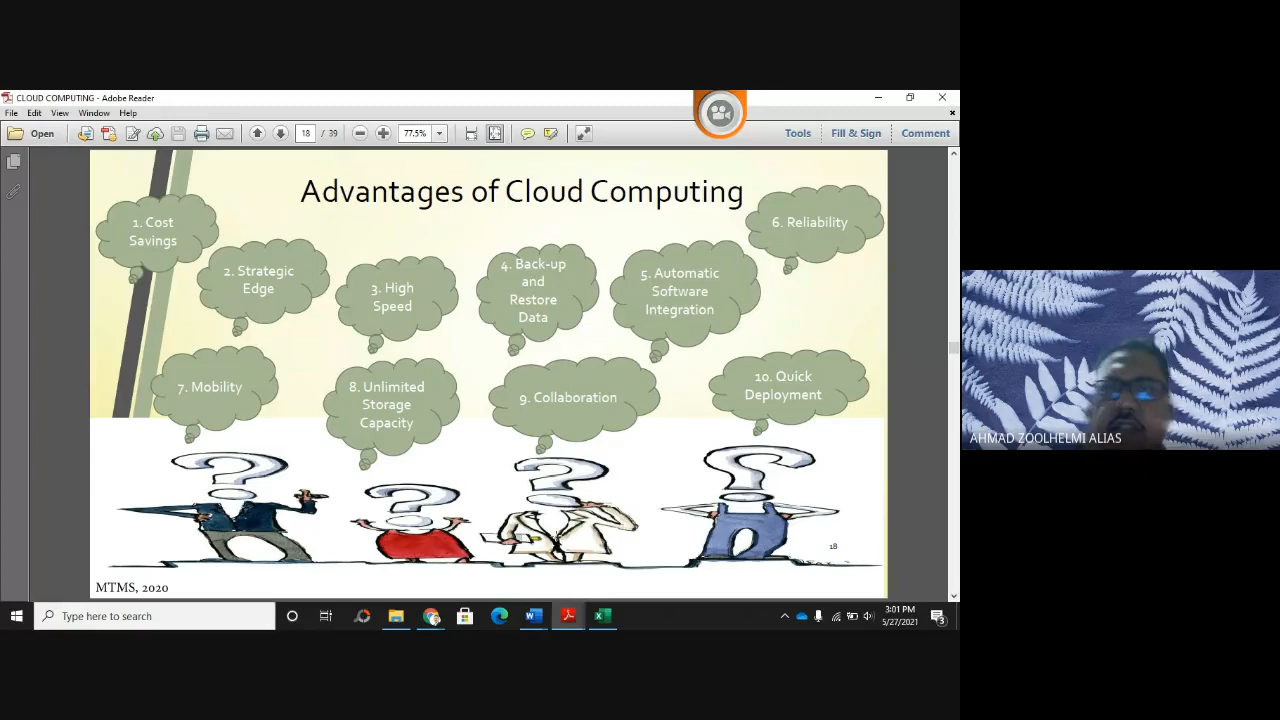 CLOUD COMPUTING - Adobe Reader
File Edit View Window Help
Open 18 / 39 77.5% Tools Fill & Sign Comment
Advantages of Cloud Computing
1. Cost
Savings
2. Strategic
Edge
3. High
Speed
4. Back-up
and
Restore
Data
5. Automatic
Software
Integration
6. Reliability
7. Mobility
8. Unlimited
Storage
Capacity
9. Collaboration
10. Quick
Deployment
18
MTMS, 2020
AHMAD ZOOLHELMI ALIAS
Type here to search
3:01 PM
5/27/2021
3